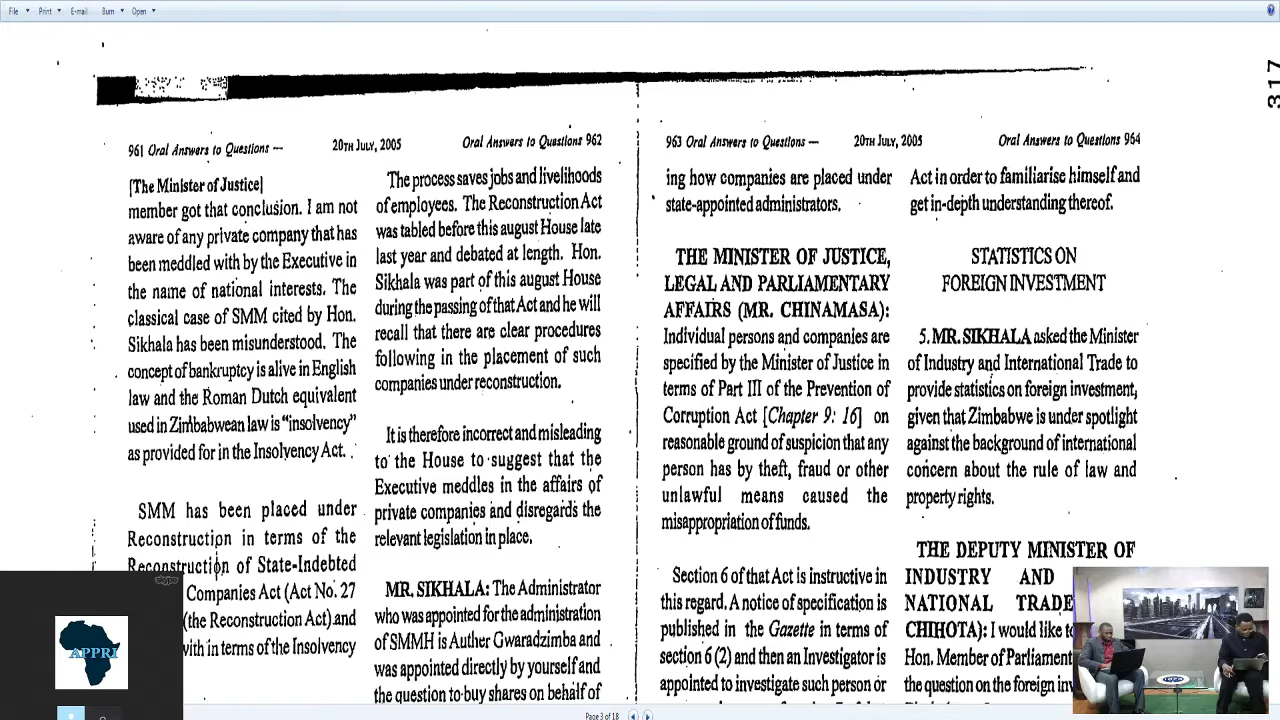 File Print E-mail Burn Open
317
961 Oral Answers to Questions — 20TH JULY, 2005 Oral Answers to Questions 962
[The Minister of Justice]
member got that conclusion. I am not
aware of any private company that has
been meddled with by the Executive in
the name of national interests. The
classical case of SMM cited by Hon.
Sikhala has been misunderstood. The
concept of bankruptcy is alive in English
law and the Roman Dutch equivalent
used in Zimbabwean law is "insolvency"
as provided for in the Insolvency Act.
SMM has been placed under
Reconstruction in terms of the
Reconstruction of State-Indebted
Companies Act (Act No. 27
(the Reconstruction Act) and
with in terms of the Insolvency
The process saves jobs and livelihoods
of employees. The Reconstruction Act
was tabled before this august House late
last year and debated at length. Hon.
Sikhala was part of this august House
during the passing of that Act and he will
recall that there are clear procedures
following in the placement of such
companies under reconstruction.
It is therefore incorrect and misleading
to the House to suggest that the
Executive meddles in the affairs of
private companies and disregards the
relevant legislation in place.
MR. SIKHALA: The Administrator
who was appointed for the administration
of SMMH is Auther Gwaradzimba and
was appointed directly by yourself and
the question to buy shares on behalf of
963 Oral Answers to Questions — 20TH JULY, 2005 Oral Answers to Questions 964
ing how companies are placed under
state-appointed administrators.
THE MINISTER OF JUSTICE,
LEGAL AND PARLIAMENTARY
AFFAIRS (MR. CHINAMASA):
Individual persons and companies are
specified by the Minister of Justice in
terms of Part III of the Prevention of
Corruption Act [Chapter 9: 16] on
reasonable ground of suspicion that any
person has by theft, fraud or other
unlawful means caused the
misappropriation of funds.
Section 6 of that Act is instructive in
this regard. A notice of specification is
published in the Gazette in terms of
section 6 (2) and then an Investigator is
appointed to investigate such person or
Act in order to familiarise himself and
get in-depth understanding thereof.
STATISTICS ON
FOREIGN INVESTMENT
5. MR. SIKHALA asked the Minister
of Industry and International Trade to
provide statistics on foreign investment,
given that Zimbabwe is under spotlight
against the background of international
concern about the rule of law and
property rights.
THE DEPUTY MINISTER OF
INDUSTRY AND
NATIONAL TRADE
CHIHOTA): I would like to
Hon. Member of Parliament
the question on the foreign inv
skype
APPRI
Page 3 of 18